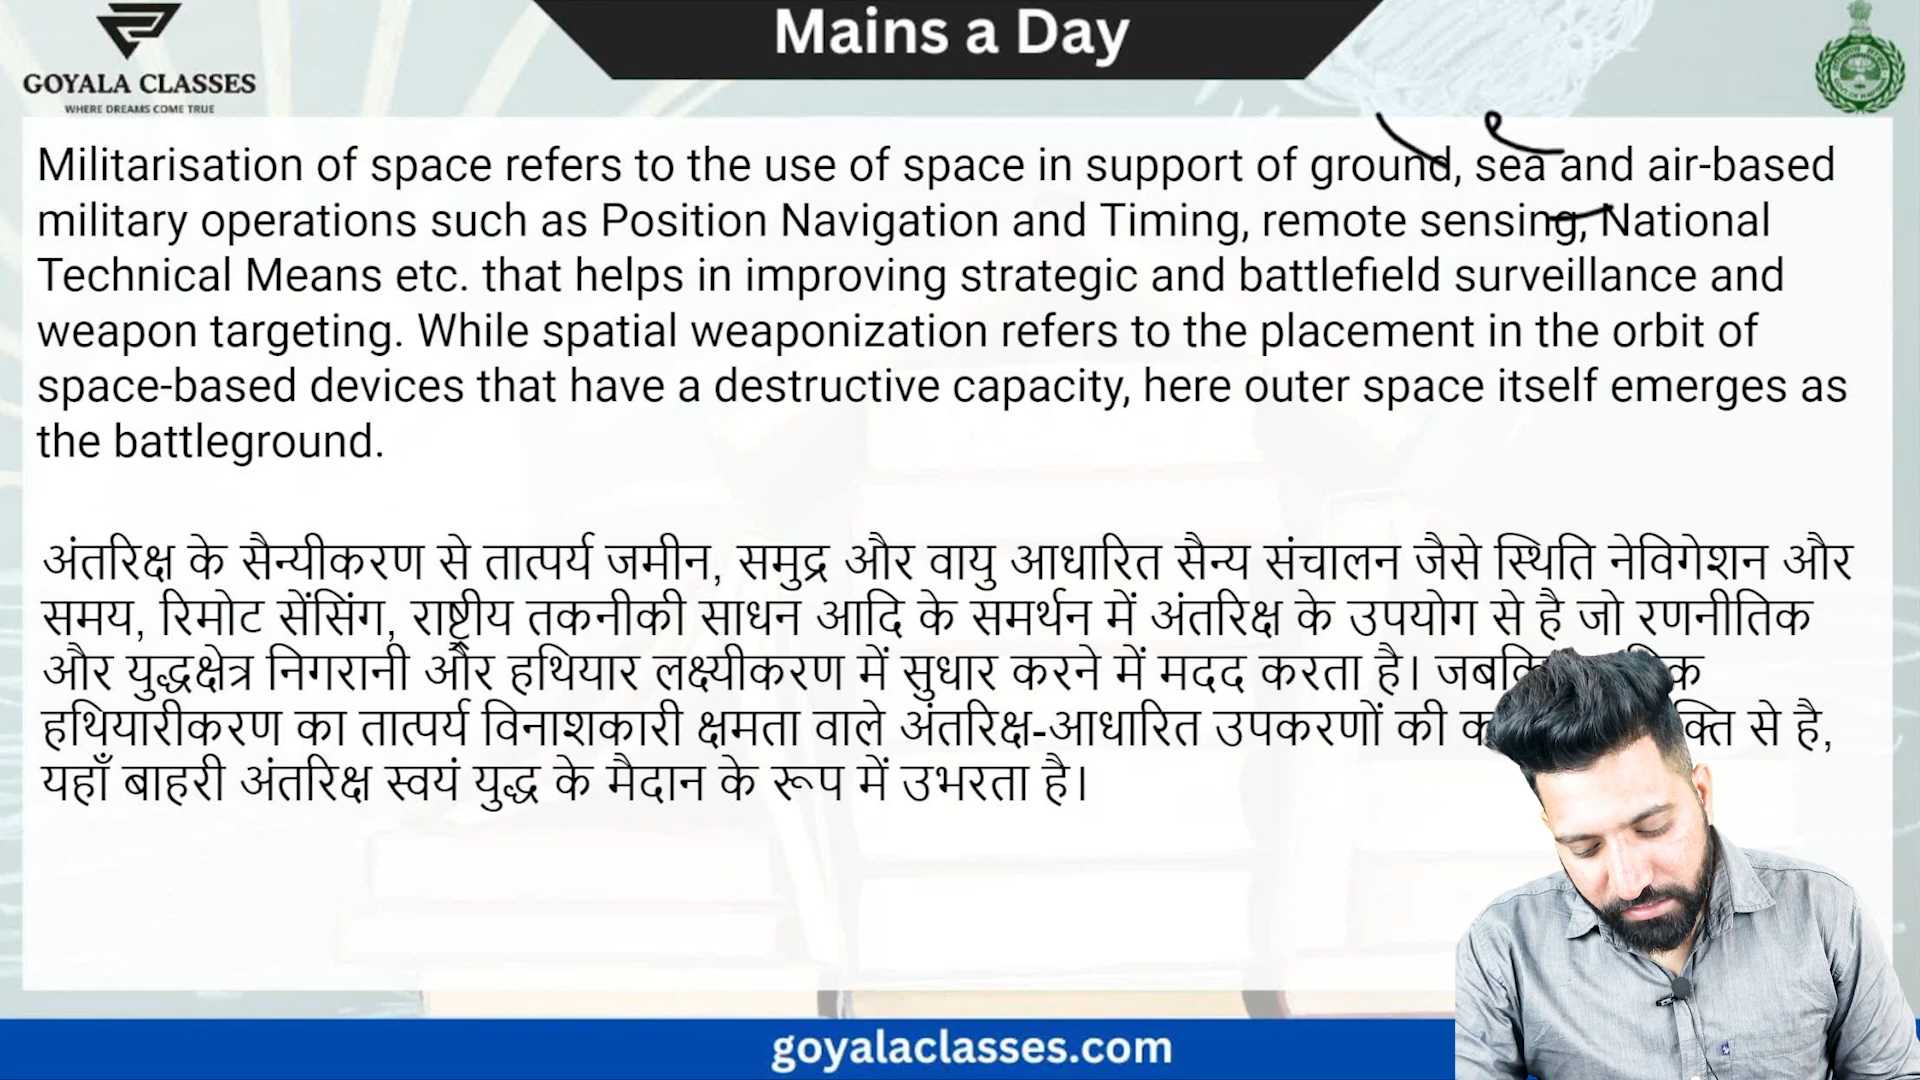 GOYALA CLASSES
WHERE DREAMS COME TRUE
Mains a Day
Militarisation of space refers to the use of space in support of ground, sea and air-based
military operations such as Position Navigation and Timing, remote sensing, National
Technical Means etc. that helps in improving strategic and battlefield surveillance and
weapon targeting. While spatial weaponization refers to the placement in the orbit of
space-based devices that have a destructive capacity, here outer space itself emerges as
the battleground.
अंतरिक्ष के सैन्यीकरण से तात्पर्य जमीन, समुद्र और वायु आधारित सैन्य संचालन जैसे स्थिति नेविगेशन और
समय, रिमोट सेंसिंग, राष्ट्रीय तकनीकी साधन आदि के समर्थन में अंतरिक्ष के उपयोग से है जो रणनीतिक
और युद्धक्षेत्र निगरानी और हथियार लक्ष्यीकरण में सुधार करने में मदद करता है। जबकि
हथियारीकरण का तात्पर्य विनाशकारी क्षमता वाले अंतरिक्ष-आधारित उपकरणों की से है,
यहाँ बाहरी अंतरिक्ष स्वयं युद्ध के मैदान के रूप में उभरता है।
goyalaclasses.com